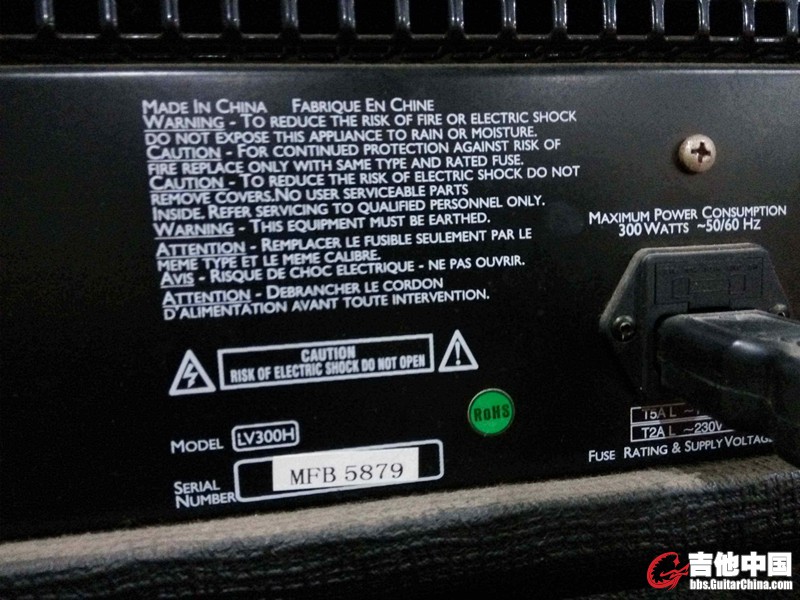 MADE IN CHINA FABRIQUE EN CHINE
WARNING - TO REDUCE THE RISK OF FIRE OR ELECTRIC SHOCK
DO NOT EXPOSE THIS APPLIANCE TO RAIN OR MOISTURE.
CAUTION - FOR CONTINUED PROTECTION AGAINST RISK OF
FIRE REPLACE ONLY WITH SAME TYPE AND RATED FUSE.
CAUTION - TO REDUCE THE RISK OF ELECTRIC SHOCK DO NOT
REMOVE COVERS.NO USER SERVICEABLE PARTS
INSIDE. REFER SERVICING TO QUALIFIED PERSONNEL ONLY.
WARNING - THIS EQUIPMENT MUST BE EARTHED.
ATTENTION - REMPLACER LE FUSIBLE SEULEMENT PAR LE
MEME TYPE ET LE MEME CALIBRE.
AVIS - RISQUE DE CHOC ELECTRIQUE - NE PAS OUVRIR.
ATTENTION - DEBRANCHER LE CORDON
D'ALIMENTATION AVANT TOUTE INTERVENTION.
MAXIMUM POWER CONSUMPTION
300 WATTS ~50/60 HZ
CAUTION
RISK OF ELECTRIC SHOCK DO NOT OPEN
ROHS
T5A L ~
T2A L ~230V
FUSE RATING & SUPPLY VOLTAGE
MODEL LV300H
SERIAL NUMBER MFB 5879
吉他中国
bbs.GuitarChina.com